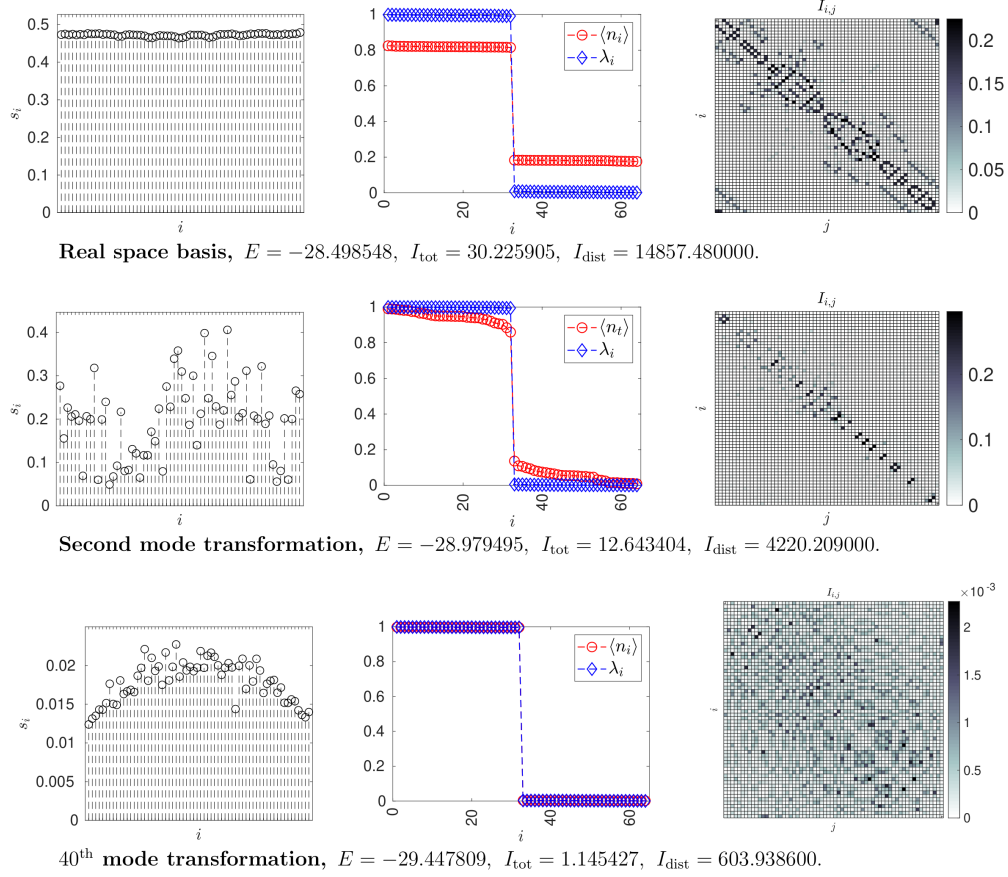 I_{i,j}
0.5
0.4
0.3
0.2
0.1
0
s_i
i
1
0.8
0.6
0.4
0.2
0
0
20
40
60
i
⟨n_i⟩
λ_i
i
j
0.2
0.15
0.1
0.05
0
Real space basis, E = −28.498548, I_tot = 30.225905, I_dist = 14857.480000.
I_{i,j}
0.4
0.3
0.2
0.1
0
s_i
i
1
0.8
0.6
0.4
0.2
0
0
20
40
60
i
⟨n_t⟩
λ_i
i
j
0.2
0.1
0
Second mode transformation, E = −28.979495, I_tot = 12.643404, I_dist = 4220.209000.
I_{i,j}
×10^-3
0.02
0.015
0.01
0.005
0
s_i
i
1
0.8
0.6
0.4
0.2
0
0
20
40
60
i
⟨n_i⟩
λ_i
i
j
2
1.5
1
0.5
0
40^th mode transformation, E = −29.447809, I_tot = 1.145427, I_dist = 603.938600.